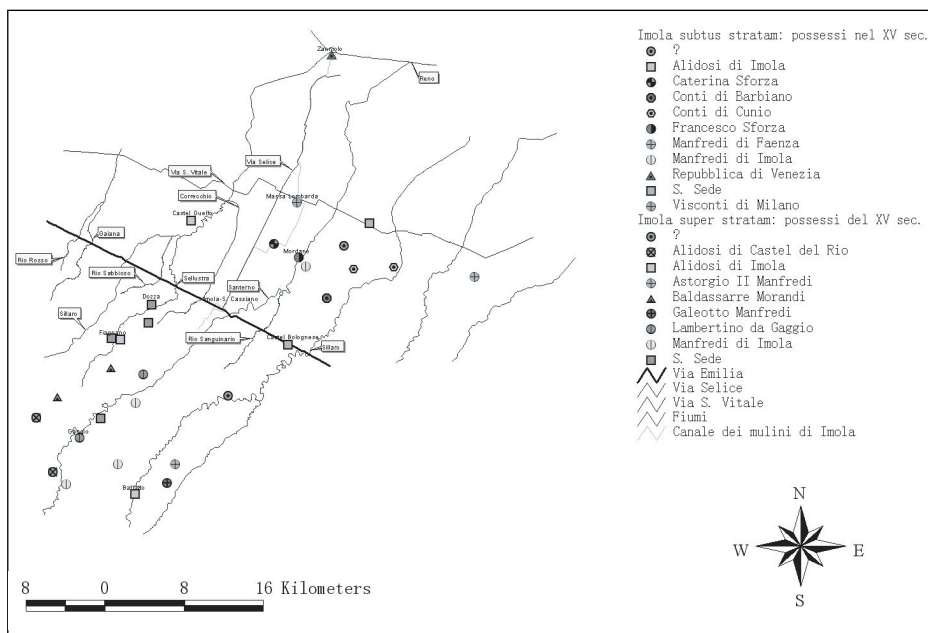 Zanniolo
Reno
Via Selice
Via S. Vitale
Correcchio
Massa Lombarda
Castel Guelfo
Gaiana
Mordano
Rio Rosso
Rio Sabbioso
Sellustra
Santerno
Dozza
Imola-S. Cassiano
Sillaro
Rio Sanguinario
Castel Bolognese
Sillaro
Fiagnano
Gaggio
Baffadio
Imola subtus stratam: possessi nel XV sec.
?
Alidosi di Imola
Caterina Sforza
Conti di Barbiano
Conti di Cunio
Francesco Sforza
Manfredi di Faenza
Manfredi di Imola
Repubblica di Venezia
S. Sede
Visconti di Milano
Imola super stratam: possessi del XV sec.
?
Alidosi di Castel del Rio
Alidosi di Imola
Astorgio II Manfredi
Baldassarre Morandi
Galeotto Manfredi
Lambertino da Gaggio
Manfredi di Imola
S. Sede
Via Emilia
Via Selice
Via S. Vitale
Fiumi
Canale dei mulini di Imola
N
W E
S
8 0 8 16 Kilometers